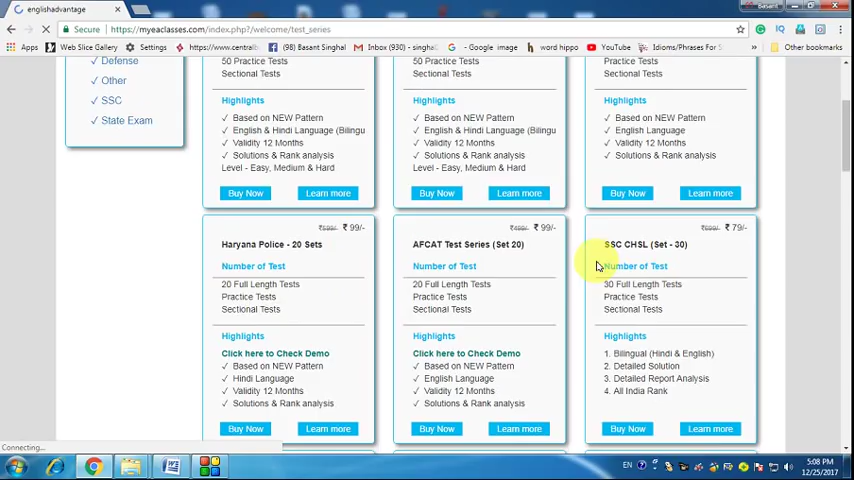 englishadvantage
Basant
Secure https://myeaclasses.com/index.php?/welcome/test_series
Apps Web Slice Gallery Settings https://www.centralb (98) Basant Singhal Inbox (930) - singha Google image word hippo YouTube Idioms/Phrases For S Other bookmarks
✓ Defense
✓ Other
✓ SSC
✓ State Exam
50 Practice Tests
Sectional Tests
Highlights
✓ Based on NEW Pattern
✓ English & Hindi Language (Bilingu
✓ Validity 12 Months
✓ Solutions & Rank analysis
Level - Easy, Medium & Hard
Buy Now Learn more
50 Practice Tests
Sectional Tests
Highlights
✓ Based on NEW Pattern
✓ English & Hindi Language (Bilingu
✓ Validity 12 Months
✓ Solutions & Rank analysis
Level - Easy, Medium & Hard
Buy Now Learn more
Practice Tests
Sectional Tests
Highlights
✓ Based on NEW Pattern
✓ English Language
✓ Validity 12 Months
✓ Solutions & Rank analysis
Buy Now Learn more
₹ 99/-
Haryana Police - 20 Sets
Number of Test
20 Full Length Tests
Practice Tests
Sectional Tests
Highlights
Click here to Check Demo
✓ Based on NEW Pattern
✓ Hindi Language
✓ Validity 12 Months
✓ Solutions & Rank analysis
Buy Now Learn more
₹ 99/-
AFCAT Test Series (Set 20)
Number of Test
20 Full Length Tests
Practice Tests
Sectional Tests
Highlights
Click here to Check Demo
✓ Based on NEW Pattern
✓ English Language
✓ Validity 12 Months
✓ Solutions & Rank analysis
Buy Now Learn more
₹ 79/-
SSC CHSL (Set - 30)
Number of Test
30 Full Length Tests
Practice Tests
Sectional Tests
Highlights
1. Bilingual (Hindi & English)
2. Detailed Solution
3. Detailed Report Analysis
4. All India Rank
Buy Now Learn more
Connecting...
EN
5:08 PM
12/25/2017